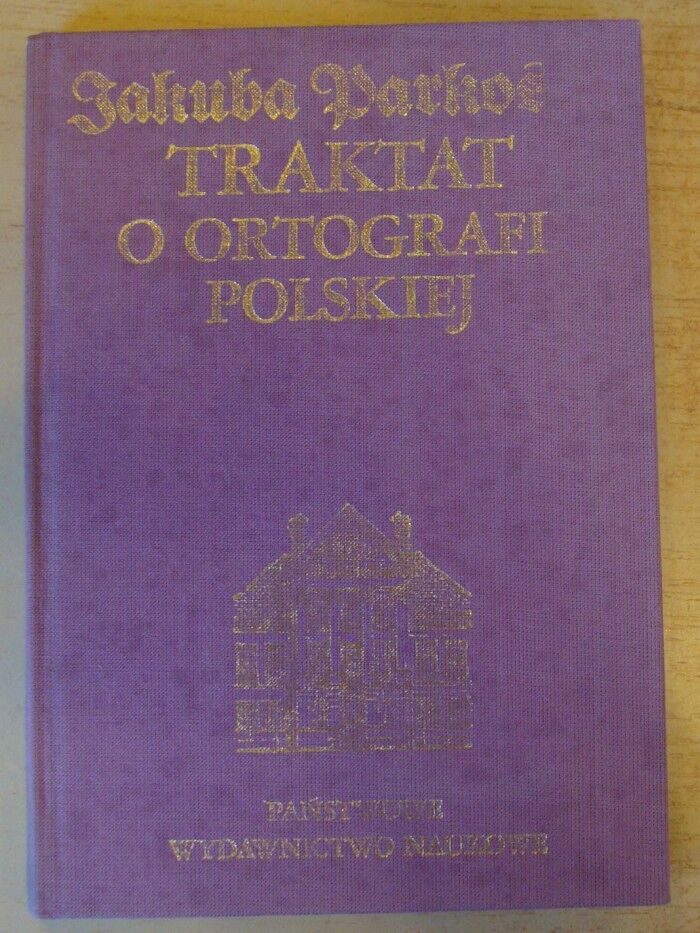 Jakuba Parkoš
TRAKTAT
O ORTOGRAFI
POLSKIEJ
PAŃSTWOWE
WYDAWNICTWO NAUKOWE